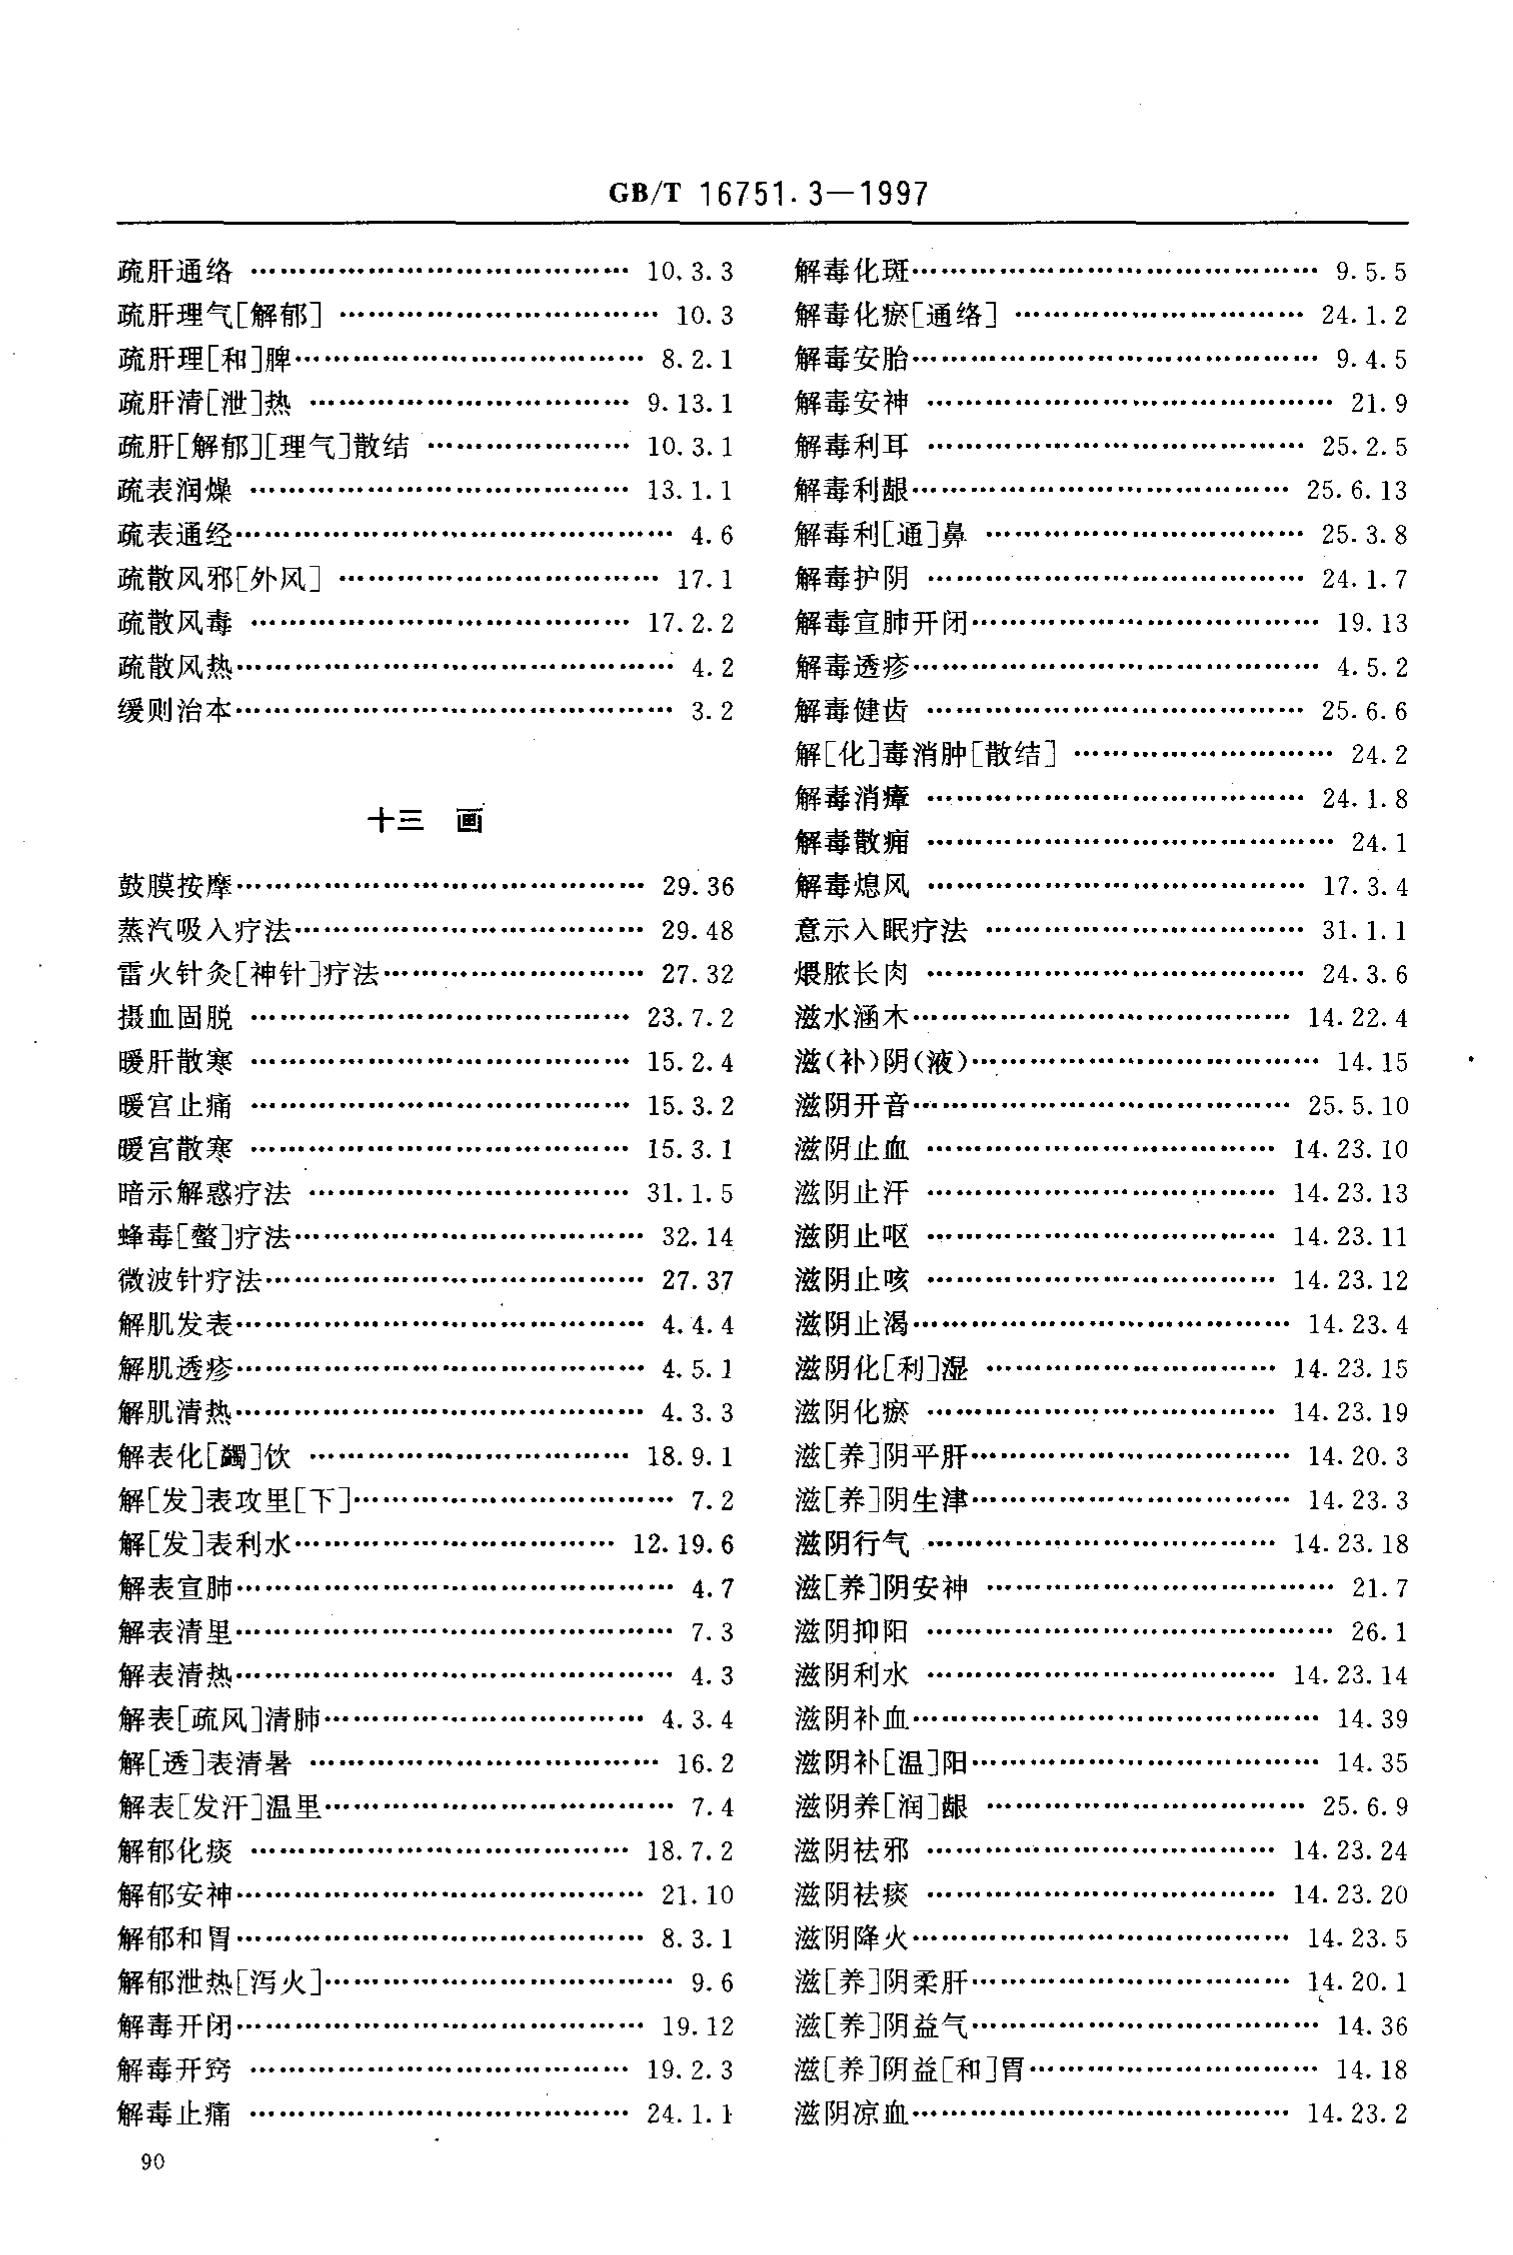 GB/T 16751.3—1997
疏肝通络 …… 10.3.3
疏肝理气[解郁] …… 10.3
疏肝理[和]脾…… 8.2.1
疏肝清[泄]热 …… 9.13.1
疏肝[解郁][理气]散结 …… 10.3.1
疏表润燥 …… 13.1.1
疏表通经…… 4.6
疏散风邪[外风] …… 17.1
疏散风毒 …… 17.2.2
疏散风热…… 4.2
缓则治本…… 3.2
十三 画
鼓膜按摩…… 29.36
蒸汽吸入疗法…… 29.48
雷火针灸[神针]疗法…… 27.32
摄血固脱 …… 23.7.2
暖肝散寒 …… 15.2.4
暖宫止痛 …… 15.3.2
暖宫散寒 …… 15.3.1
暗示解惑疗法 …… 31.1.5
蜂毒[螫]疗法…… 32.14
微波针疗法…… 27.37
解肌发表…… 4.4.4
解肌透疹…… 4.5.1
解肌清热…… 4.3.3
解表化[蠲]饮 …… 18.9.1
解[发]表攻里[下]…… 7.2
解[发]表利水…… 12.19.6
解表宣肺…… 4.7
解表清里…… 7.3
解表清热…… 4.3
解表[疏风]清肺…… 4.3.4
解[透]表清暑 …… 16.2
解表[发汗]温里…… 7.4
解郁化痰 …… 18.7.2
解郁安神…… 21.10
解郁和胃…… 8.3.1
解郁泄热[泻火]…… 9.6
解毒开闭…… 19.12
解毒开窍 …… 19.2.3
解毒止痛 …… 24.1.1
解毒化斑…… 9.5.5
解毒化瘀[通络] …… 24.1.2
解毒安胎…… 9.4.5
解毒安神 …… 21.9
解毒利耳 …… 25.2.5
解毒利龈…… 25.6.13
解毒利[通]鼻 …… 25.3.8
解毒护阴 …… 24.1.7
解毒宣肺开闭…… 19.13
解毒透疹…… 4.5.2
解毒健齿 …… 25.6.6
解[化]毒消肿[散结] …… 24.2
解毒消瘴 …… 24.1.8
解毒散痈 …… 24.1
解毒熄风 …… 17.3.4
意示入眠疗法 …… 31.1.1
煨脓长肉 …… 24.3.6
滋水涵木…… 14.22.4
滋(补)阴(液)…… 14.15
滋阴开音…… 25.5.10
滋阴止血 …… 14.23.10
滋阴止汗 …… 14.23.13
滋阴止呕 …… 14.23.11
滋阴止咳 …… 14.23.12
滋阴止渴…… 14.23.4
滋阴化[利]湿 …… 14.23.15
滋阴化瘀 …… 14.23.19
滋[养]阴平肝…… 14.20.3
滋[养]阴生津…… 14.23.3
滋阴行气 …… 14.23.18
滋[养]阴安神 …… 21.7
滋阴抑阳 …… 26.1
滋阴利水 …… 14.23.14
滋阴补血…… 14.39
滋阴补[温]阳…… 14.35
滋阴养[润]龈 …… 25.6.9
滋阴祛邪 …… 14.23.24
滋阴祛痰 …… 14.23.20
滋阴降火…… 14.23.5
滋[养]阴柔肝…… 14.20.1
滋[养]阴益气…… 14.36
滋[养]阴益[和]胃…… 14.18
滋阴凉血…… 14.23.2
90